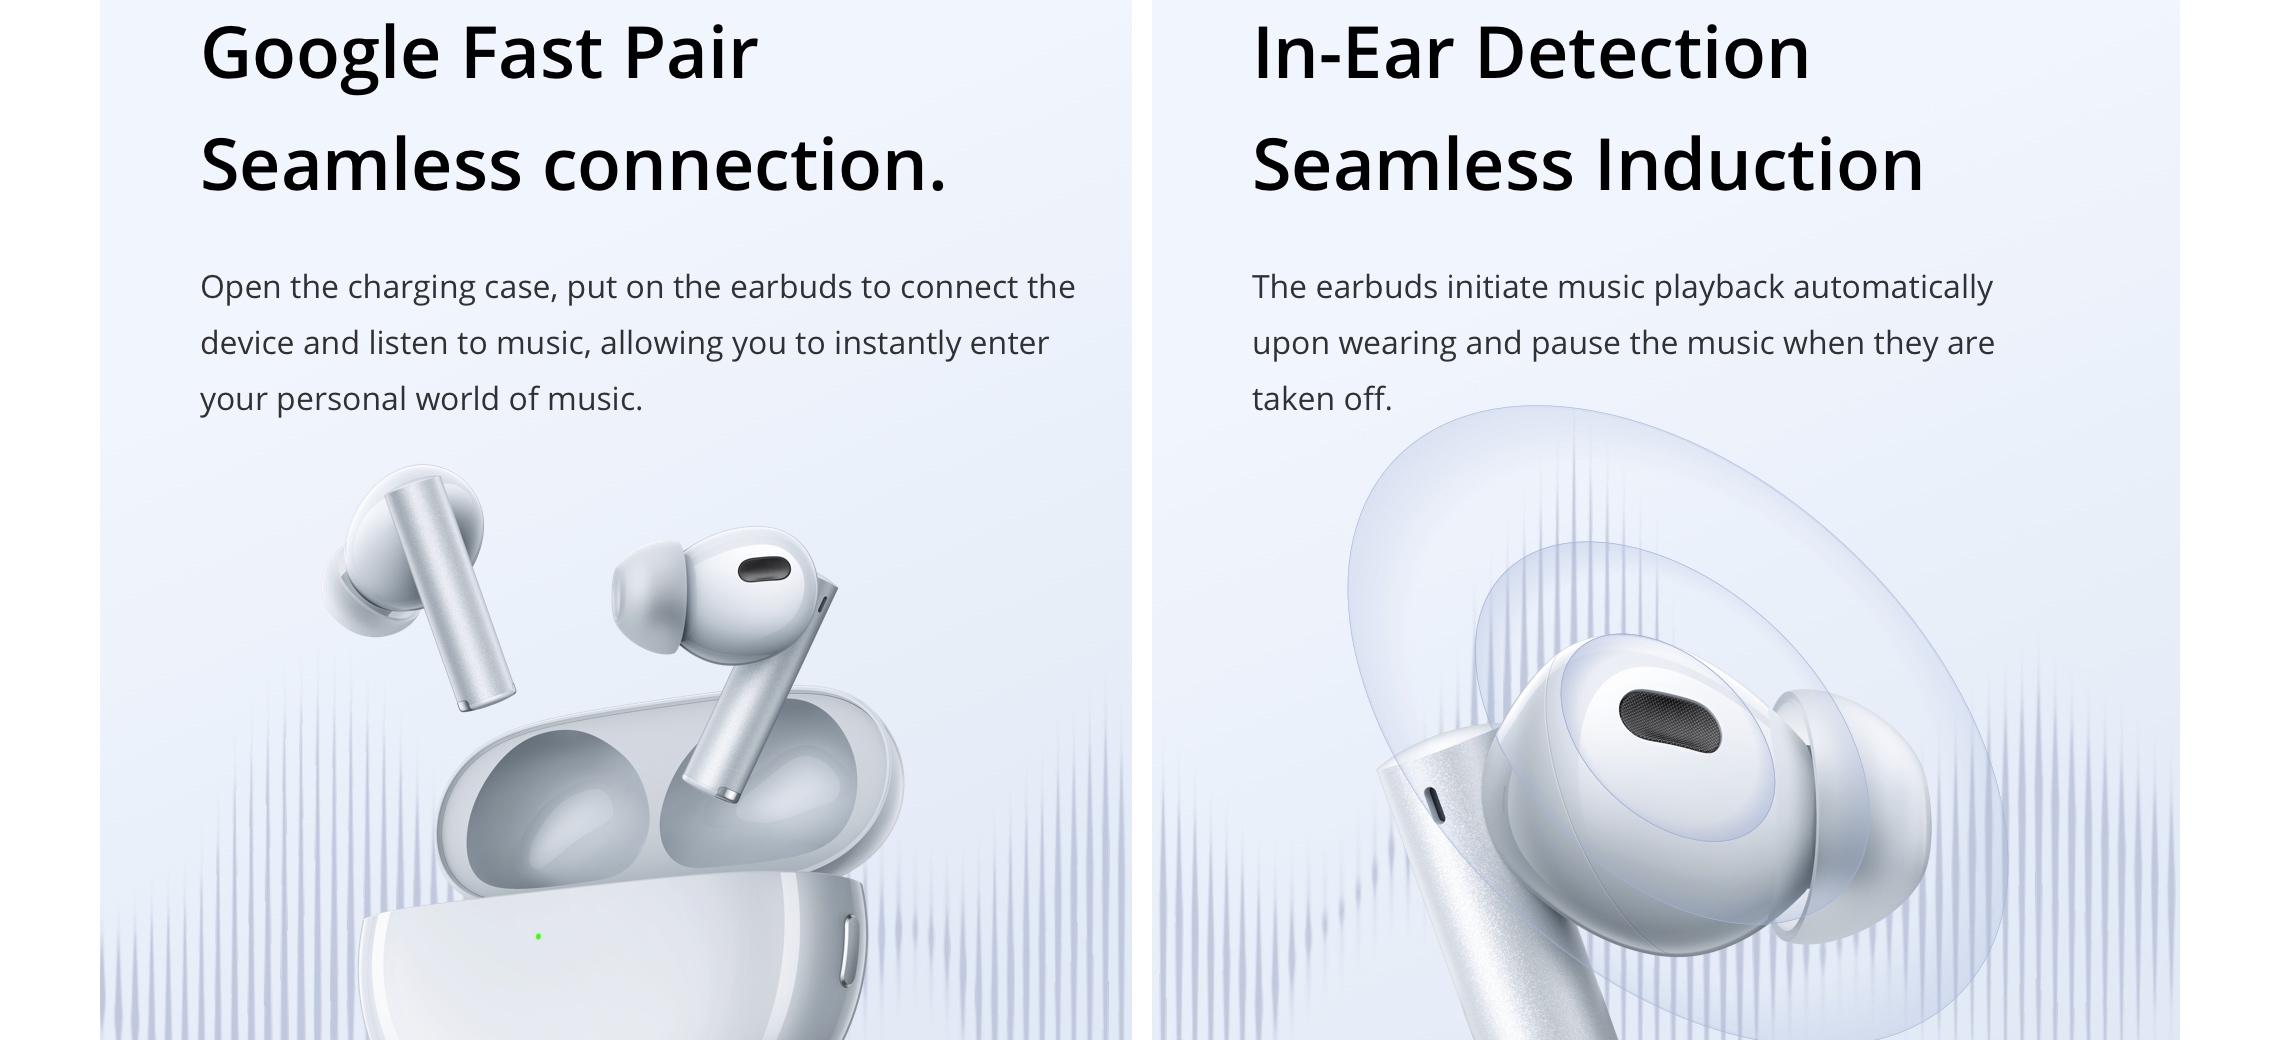 Google Fast Pair
Seamless connection.
Open the charging case, put on the earbuds to connect the
device and listen to music, allowing you to instantly enter
your personal world of music.
In-Ear Detection
Seamless Induction
The earbuds initiate music playback automatically
upon wearing and pause the music when they are
taken off.